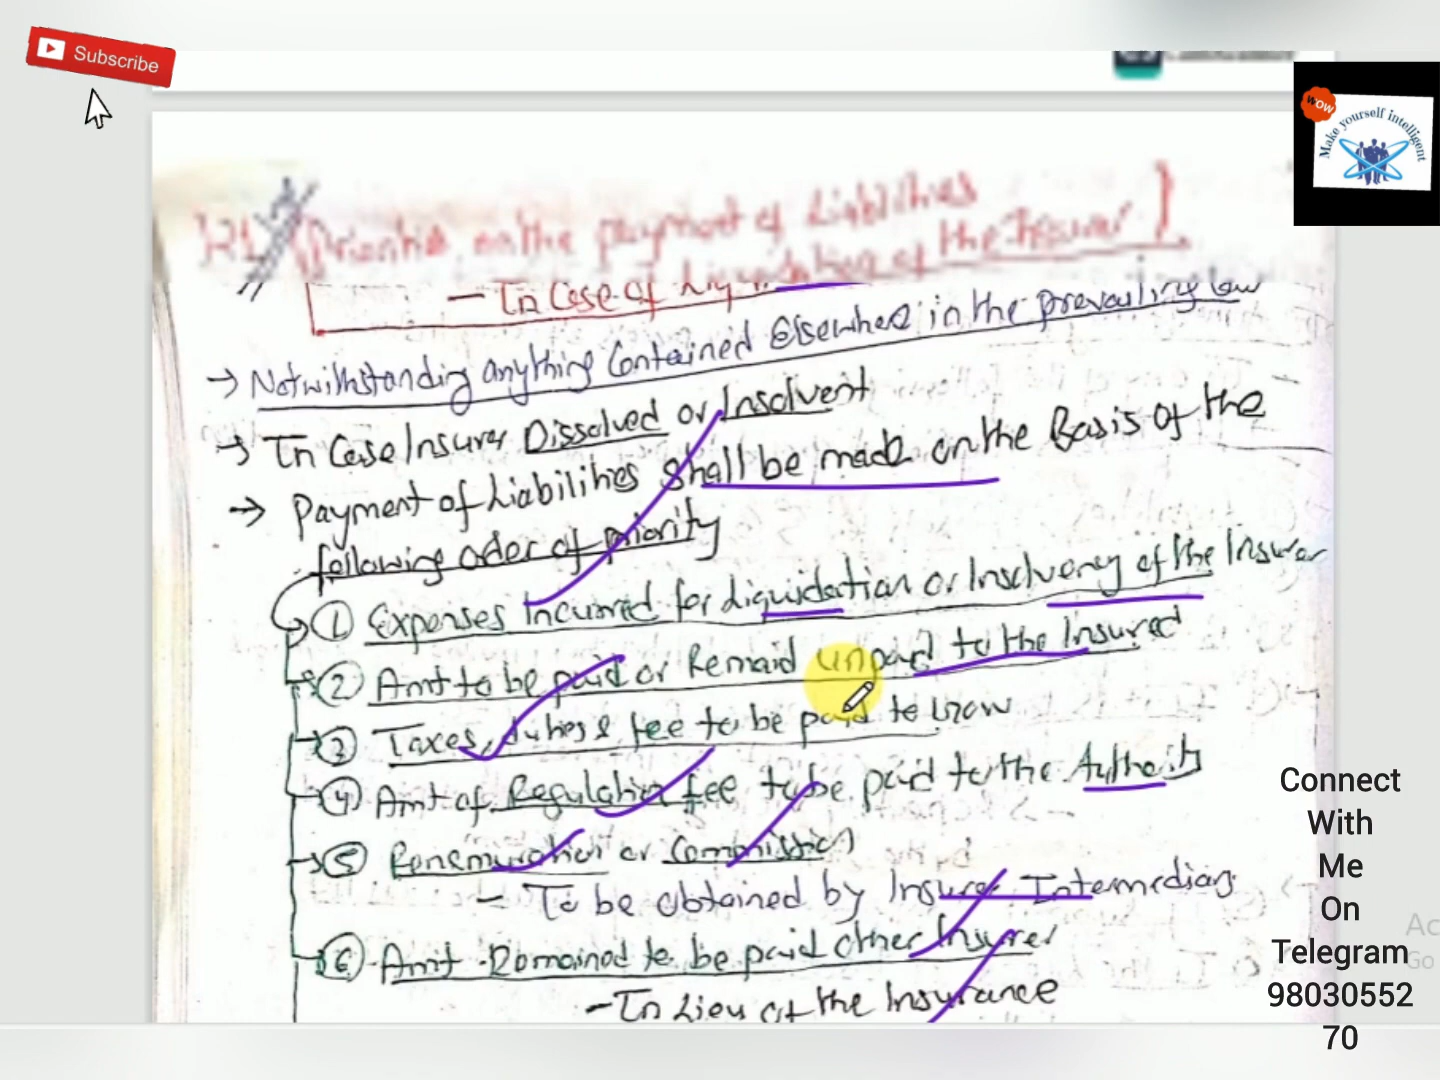 Subscribe
WOW
Make yourself intelligent
on the payment of Liabilities
- In Case of Liquidation of the Insurer
→ Notwithstanding anything Contained Elsewhere in the prevailing law
→ In Case Insurer Dissolved or Insolvent
→ Payment of Liabilities shall be made on the Basis of the
following order of priority
① Expenses Incurred for Liquidation or Insolvency of the Insurer
② Amt to be paid or Remaid unpaid to the Insured
③ Taxes, duties & fee to be paid to
④ Amt of Regulation fee to be paid to the Authority
⑤ Renemuration or Commission
- To be obtained by Insurer Intermediary
⑥ Amt Remained to be paid other Insurer
- In Lieu of the Insurance
Connect
With
Me
On
Telegram
98030552
70